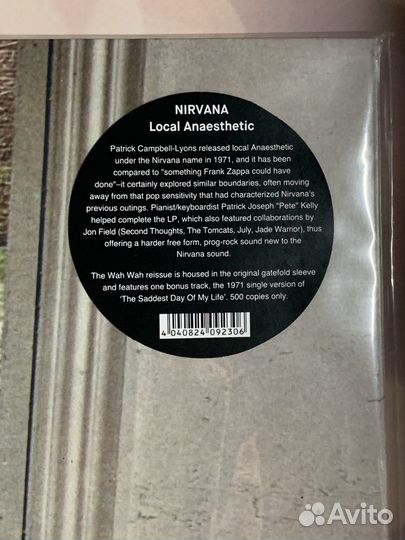 NIRVANA
Local Anaesthetic
Patrick Campbell-Lyons released local Anaesthetic
under the Nirvana name in 1971, and it has been
compared to "something Frank Zappa could have
done"–it certainly explored similar boundaries, often moving
away from that pop sensitivity that had characterized Nirvana's
previous outings. Pianist/keyboardist Patrick Joseph "Pete" Kelly
helped complete the LP, which also featured collaborations by
Jon Field (Second Thoughts, The Tomcats, July, Jade Warrior), thus
offering a harder free form, prog-rock sound new to the
Nirvana sound.
The Wah Wah reissue is housed in the original gatefold sleeve
and features one bonus track, the 1971 single version of
'The Saddest Day Of My Life'. 500 copies only.
4 040824 092306
Avito